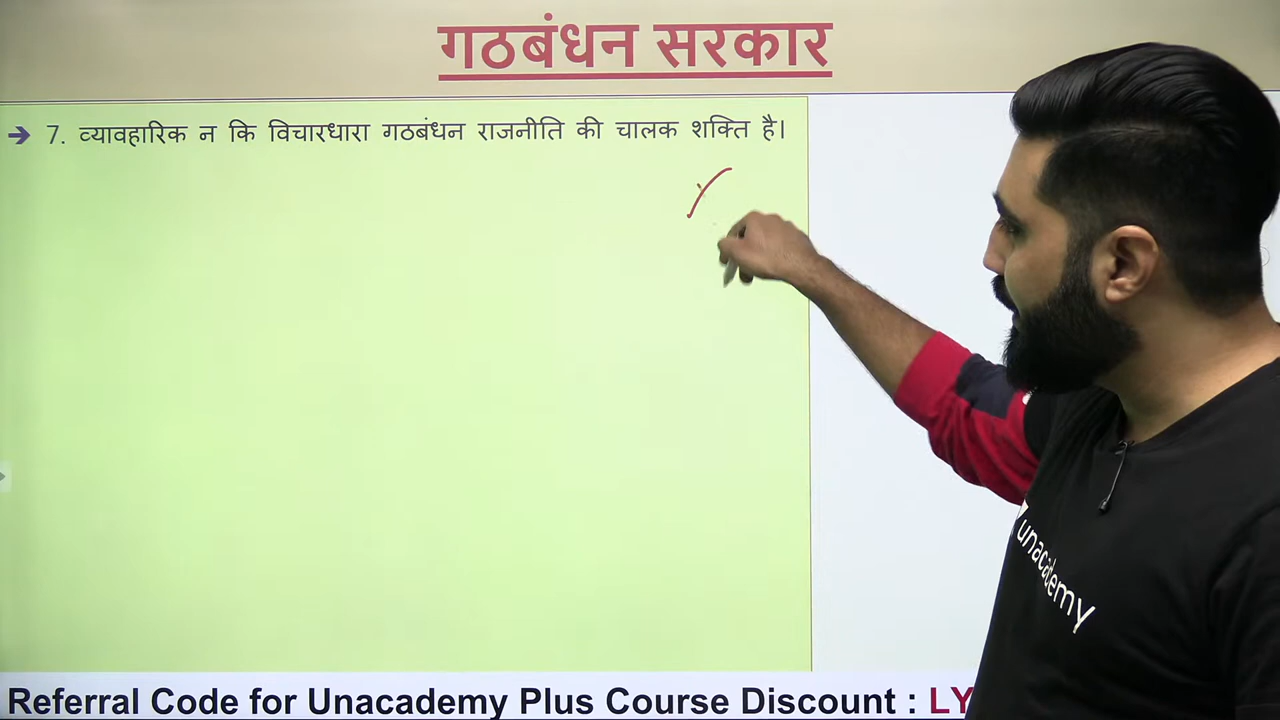 गठबंधन सरकार
➔ 7. व्यावहारिक न कि विचारधारा गठबंधन राजनीति की चालक शक्ति है।
unacademy
Referral Code for Unacademy Plus Course Discount : LY